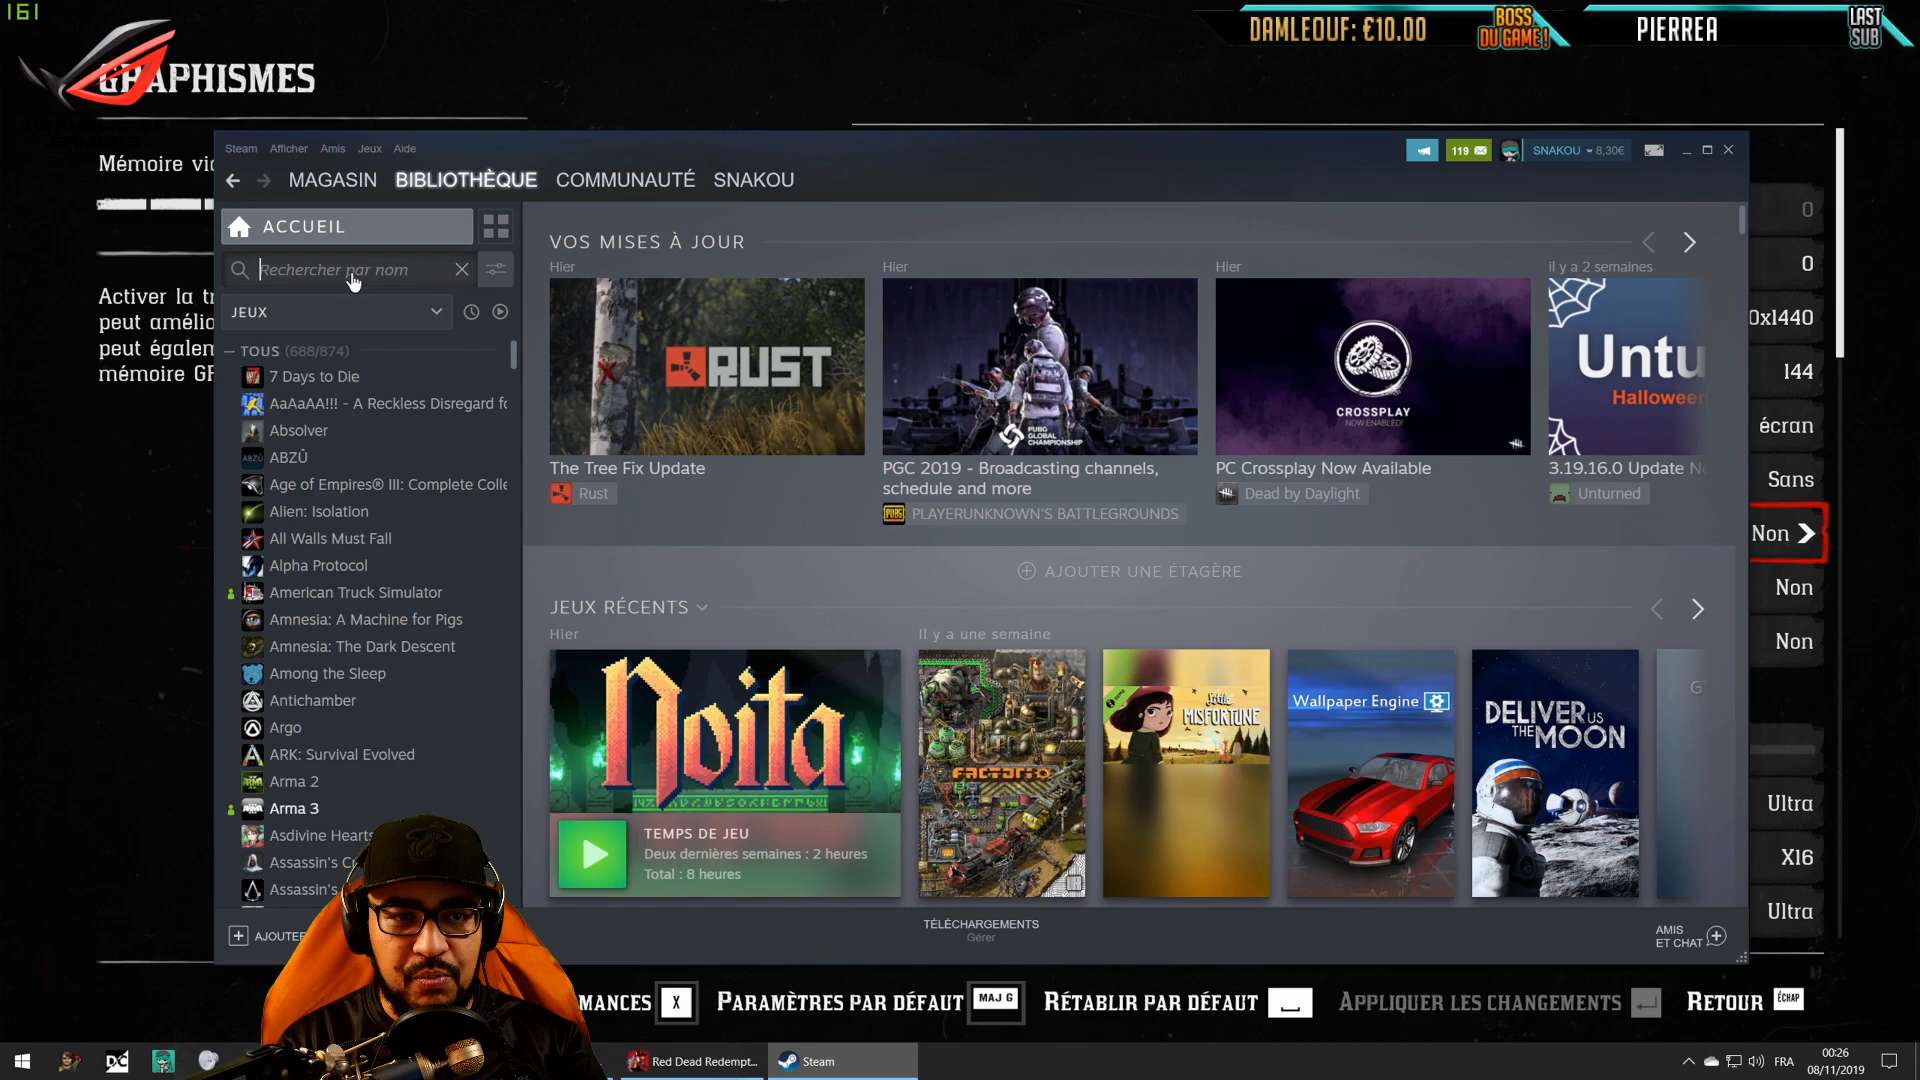 161
DAMLEOUF: £10.00
BOSS DU GAME!
PIERREA
LAST SUB
GRAPHISMES
Mémoire vi
Activer la t
peut amélio
peut égalem
mémoire GP
Steam Afficher Amis Jeux Aide
119
SNAKOU 8,30€
MAGASIN BIBLIOTHÈQUE COMMUNAUTÉ SNAKOU
ACCUEIL
Rechercher par nom
JEUX
TOUS (688/874)
7 Days to Die
AaAaAA!!! - A Reckless Disregard fo
Absolver
ABZÛ
Age of Empires® III: Complete Colle
Alien: Isolation
All Walls Must Fall
Alpha Protocol
American Truck Simulator
Amnesia: A Machine for Pigs
Amnesia: The Dark Descent
Among the Sleep
Antichamber
Argo
ARK: Survival Evolved
Arma 2
Arma 3
Asdivine Hearts
Assassin's Cr
Assassin's
AJOUTER
VOS MISES À JOUR
Hier
Hier
Hier
il y a 2 semaines
RUST
PUBG GLOBAL CHAMPIONSHIP
CROSSPLAY
NOW ENABLED!
Untu
Halloween
The Tree Fix Update
Rust
PGC 2019 - Broadcasting channels,
schedule and more
PLAYERUNKNOWN'S BATTLEGROUNDS
PC Crossplay Now Available
Dead by Daylight
3.19.16.0 Update No
Unturned
AJOUTER UNE ÉTAGÈRE
JEUX RÉCENTS
Hier
Il y a une semaine
Noita
FACTORIO
Little
MISFORTUNE
Wallpaper Engine
DELIVER US
THE MOON
G
TEMPS DE JEU
Deux dernières semaines : 2 heures
Total : 8 heures
TÉLÉCHARGEMENTS
Gérer
AMIS
ET CHAT
0
0
0x1440
144
écran
Sans
Non
Non
Non
Ultra
X16
Ultra
MANCES X
PARAMÈTRES PAR DÉFAUT MAJ G
RÉTABLIR PAR DÉFAUT
APPLIQUER LES CHANGEMENTS
RETOUR ÉCHAP
Red Dead Redempt...
Steam
FRA
00:26
08/11/2019